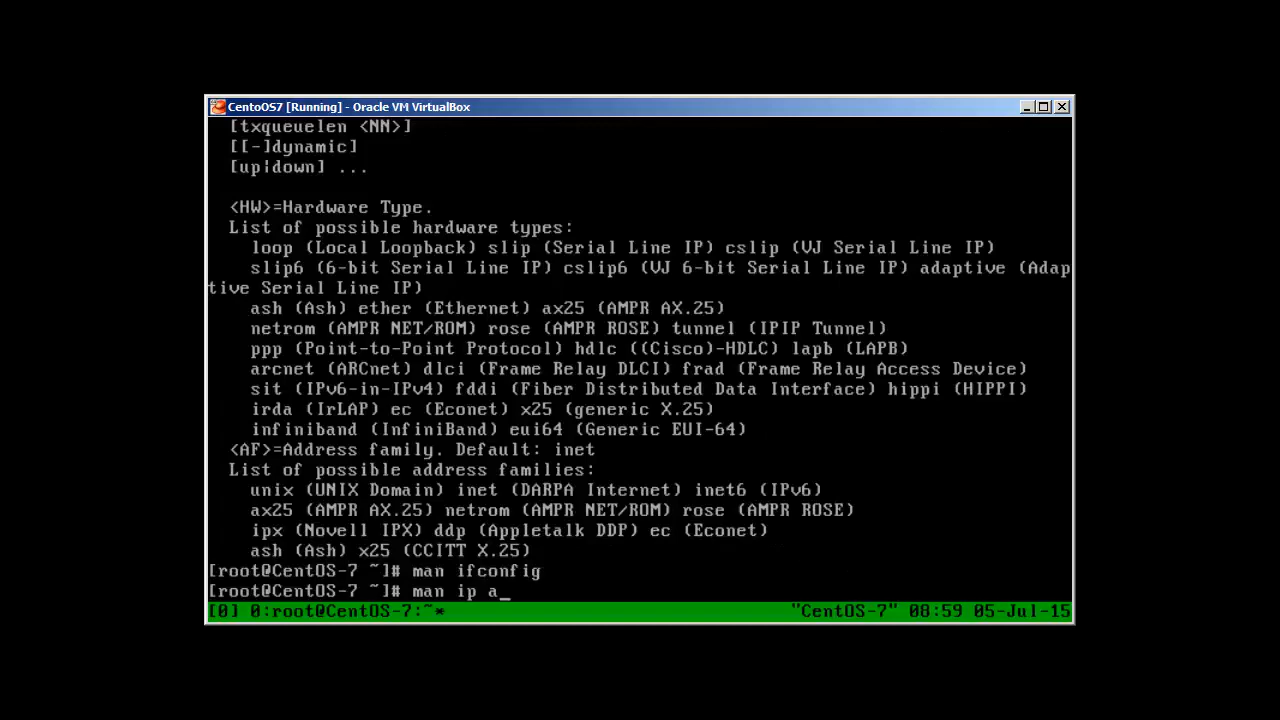 CentoOS7 [Running] - Oracle VM VirtualBox
[txqueuelen <NN>]
[[-]dynamic]
[up|down] ...
<HW>=Hardware Type.
List of possible hardware types:
loop (Local Loopback) slip (Serial Line IP) cslip (VJ Serial Line IP)
slip6 (6-bit Serial Line IP) cslip6 (VJ 6-bit Serial Line IP) adaptive (Adap
tive Serial Line IP)
ash (Ash) ether (Ethernet) ax25 (AMPR AX.25)
netrom (AMPR NET/ROM) rose (AMPR ROSE) tunnel (IPIP Tunnel)
ppp (Point-to-Point Protocol) hdlc ((Cisco)-HDLC) lapb (LAPB)
arcnet (ARCnet) dlci (Frame Relay DLCI) frad (Frame Relay Access Device)
sit (IPv6-in-IPv4) fddi (Fiber Distributed Data Interface) hippi (HIPPI)
irda (IrLAP) ec (Econet) x25 (generic X.25)
infiniband (InfiniBand) eui64 (Generic EUI-64)
<AF>=Address family. Default: inet
List of possible address families:
unix (UNIX Domain) inet (DARPA Internet) inet6 (IPv6)
ax25 (AMPR AX.25) netrom (AMPR NET/ROM) rose (AMPR ROSE)
ipx (Novell IPX) ddp (Appletalk DDP) ec (Econet)
ash (Ash) x25 (CCITT X.25)
[root@CentOS-7 ~]# man ifconfig
[root@CentOS-7 ~]# man ip a_
[0] 0:root@CentOS-7:~* "CentOS-7" 08:59 05-Jul-15